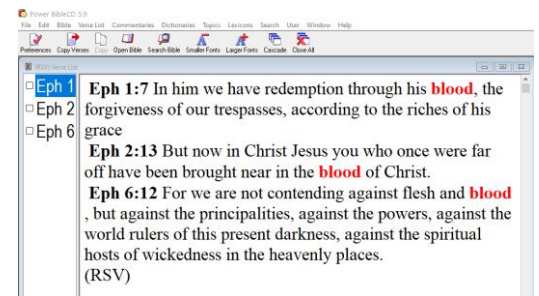 Power BibleCD 5.9
File Edit Bible Verse List Commentaries Dictionaries Topics Lexicons Search User Window Help
Preferences Copy Verses Copy Open Bible Search Bible Smaller Fonts Larger Fonts Cascade Close All
(RSV) Verse List
Eph 1
Eph 2
Eph 6
Eph 1:7 In him we have redemption through his blood, the
forgiveness of our trespasses, according to the riches of his
grace
Eph 2:13 But now in Christ Jesus you who once were far
off have been brought near in the blood of Christ.
Eph 6:12 For we are not contending against flesh and blood
, but against the principalities, against the powers, against the
world rulers of this present darkness, against the spiritual
hosts of wickedness in the heavenly places.
(RSV)